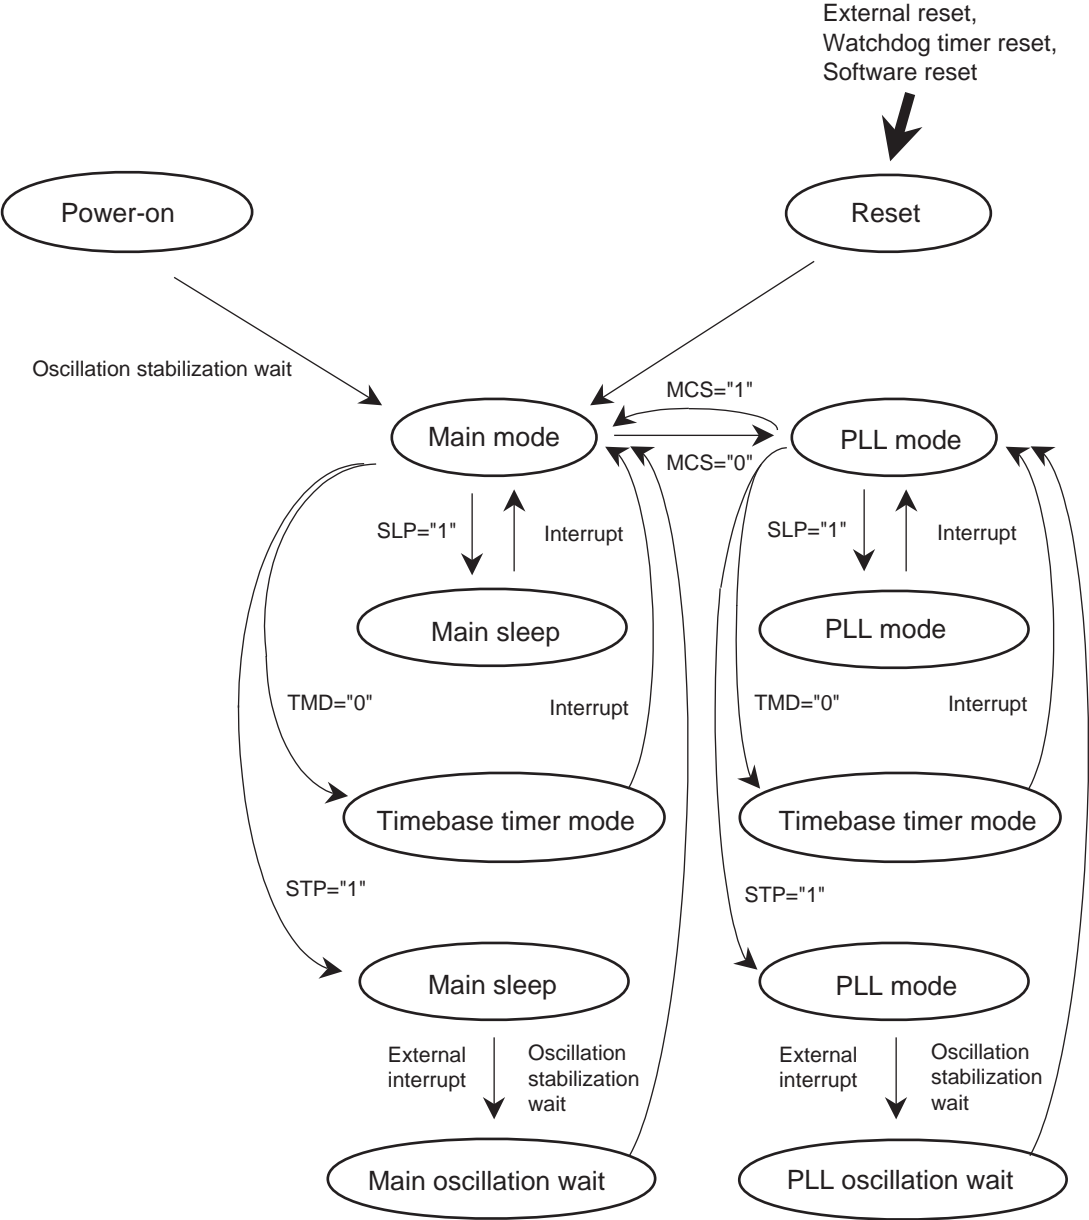 External reset,
Watchdog timer reset,
Software reset
Power-on
Reset
Oscillation stabilization wait
MCS="1"
Main mode
PLL mode
MCS="0"
SLP="1"
Interrupt
SLP="1"
Interrupt
Main sleep
PLL mode
TMD="0"
Interrupt
TMD="0"
Interrupt
Timebase timer mode
Timebase timer mode
STP="1"
STP="1"
Main sleep
PLL mode
External
interrupt
Oscillation
stabilization
wait
External
interrupt
Oscillation
stabilization
wait
Main oscillation wait
PLL oscillation wait